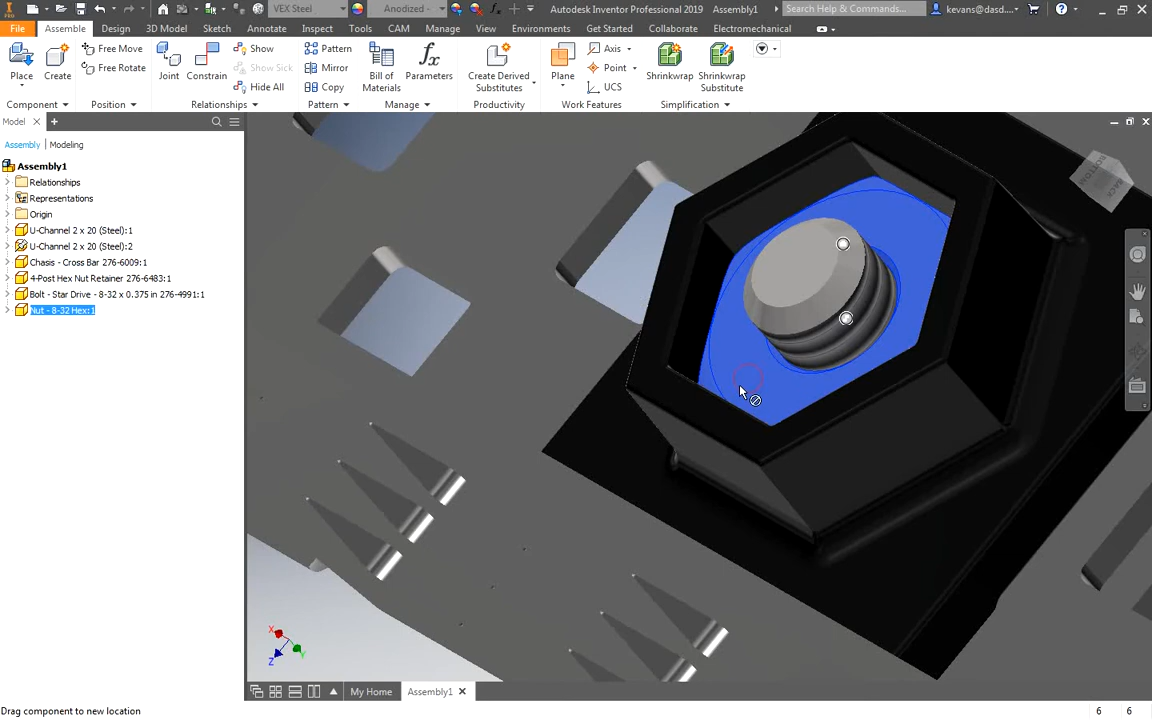 VEX Steel
Anodized -
Autodesk Inventor Professional 2019 Assembly1
Search Help & Commands...
kevans@dasd....
File Assemble Design 3D Model Sketch Annotate Inspect Tools CAM Manage View Environments Get Started Collaborate Electromechanical
Place
Create
Free Move
Free Rotate
Joint
Constrain
Show
Show Sick
Hide All
Pattern
Mirror
Copy
Bill of
Materials
fx
Parameters
Create Derived
Substitutes
Plane
Axis
Point
UCS
Shrinkwrap
Shrinkwrap
Substitute
Component Position Relationships Pattern Manage Productivity Work Features Simplification
Model
Assembly Modeling
Assembly1
Relationships
Representations
Origin
U-Channel 2 x 20 (Steel):1
U-Channel 2 x 20 (Steel):2
Chasis - Cross Bar 276-6009:1
4-Post Hex Nut Retainer 276-6483:1
Bolt - Star Drive - 8-32 x 0.375 in 276-4991:1
Nut - 8-32 Hex:1
BOTTOM
BACK
X
Y
Z
My Home
Assembly1
Drag component to new location
6 6